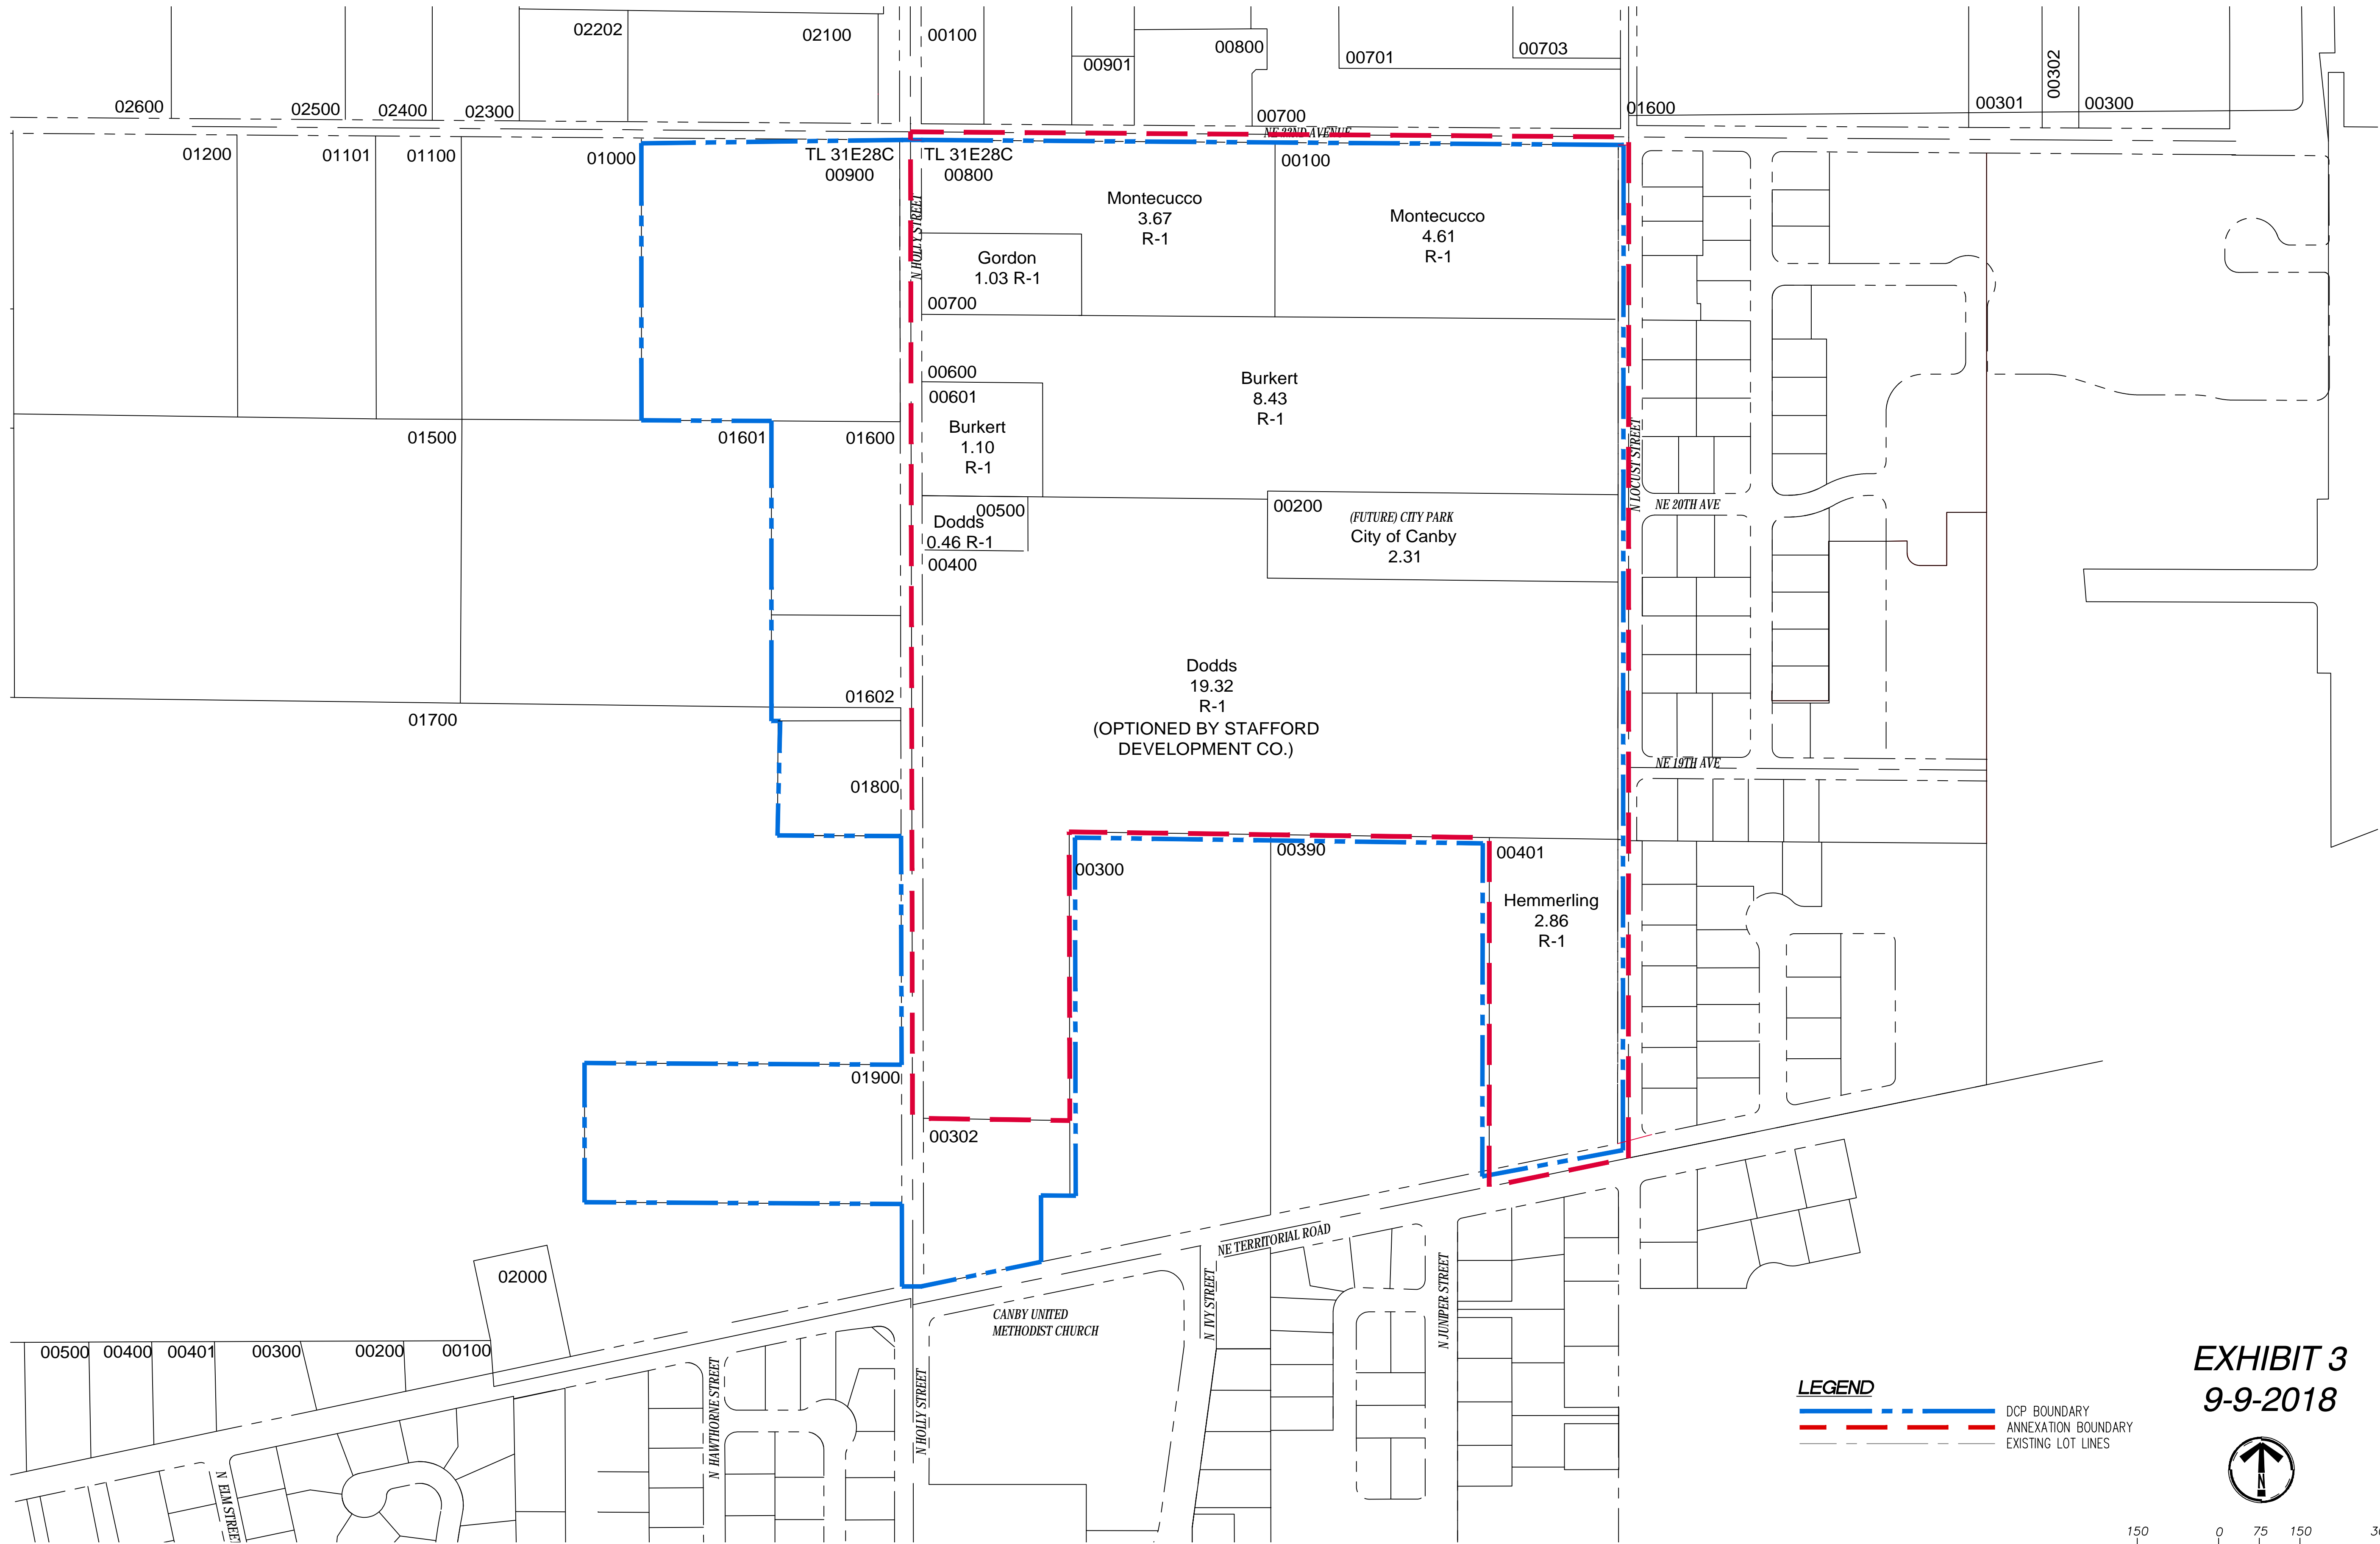 02202
02100
00100
00901
00800
00701
00703
00302
02600
02500
02400
02300
00700
01600
00301
00300
NE 22ND AVENUE
01200
01101
01100
01000
TL 31E28C
00900
TL 31E28C
00800
00100
N HOLLY STREET
Montecucco
3.67
R-1
Montecucco
4.61
R-1
Gordon
1.03 R-1
00700
00600
00601
Burkert
1.10
R-1
Burkert
8.43
R-1
01500
01601
01600
N LOCUST STREET
00500
Dodds
0.46 R-1
00400
00200
(FUTURE) CITY PARK
City of Canby
2.31
NE 20TH AVE
Dodds
19.32
R-1
(OPTIONED BY STAFFORD
DEVELOPMENT CO.)
01602
01700
01800
NE 19TH AVE
00300
00390
00401
Hemmerling
2.86
R-1
01900
00302
02000
NE TERRITORIAL ROAD
CANBY UNITED
METHODIST CHURCH
N IVY STREET
N JUNIPER STREET
00500
00400
00401
00300
00200
00100
N HAWTHORNE STREET
N HOLLY STREET
N ELM STREET
EXHIBIT 3
9-9-2018
LEGEND
DCP BOUNDARY
ANNEXATION BOUNDARY
EXISTING LOT LINES
N
150
0
75
150